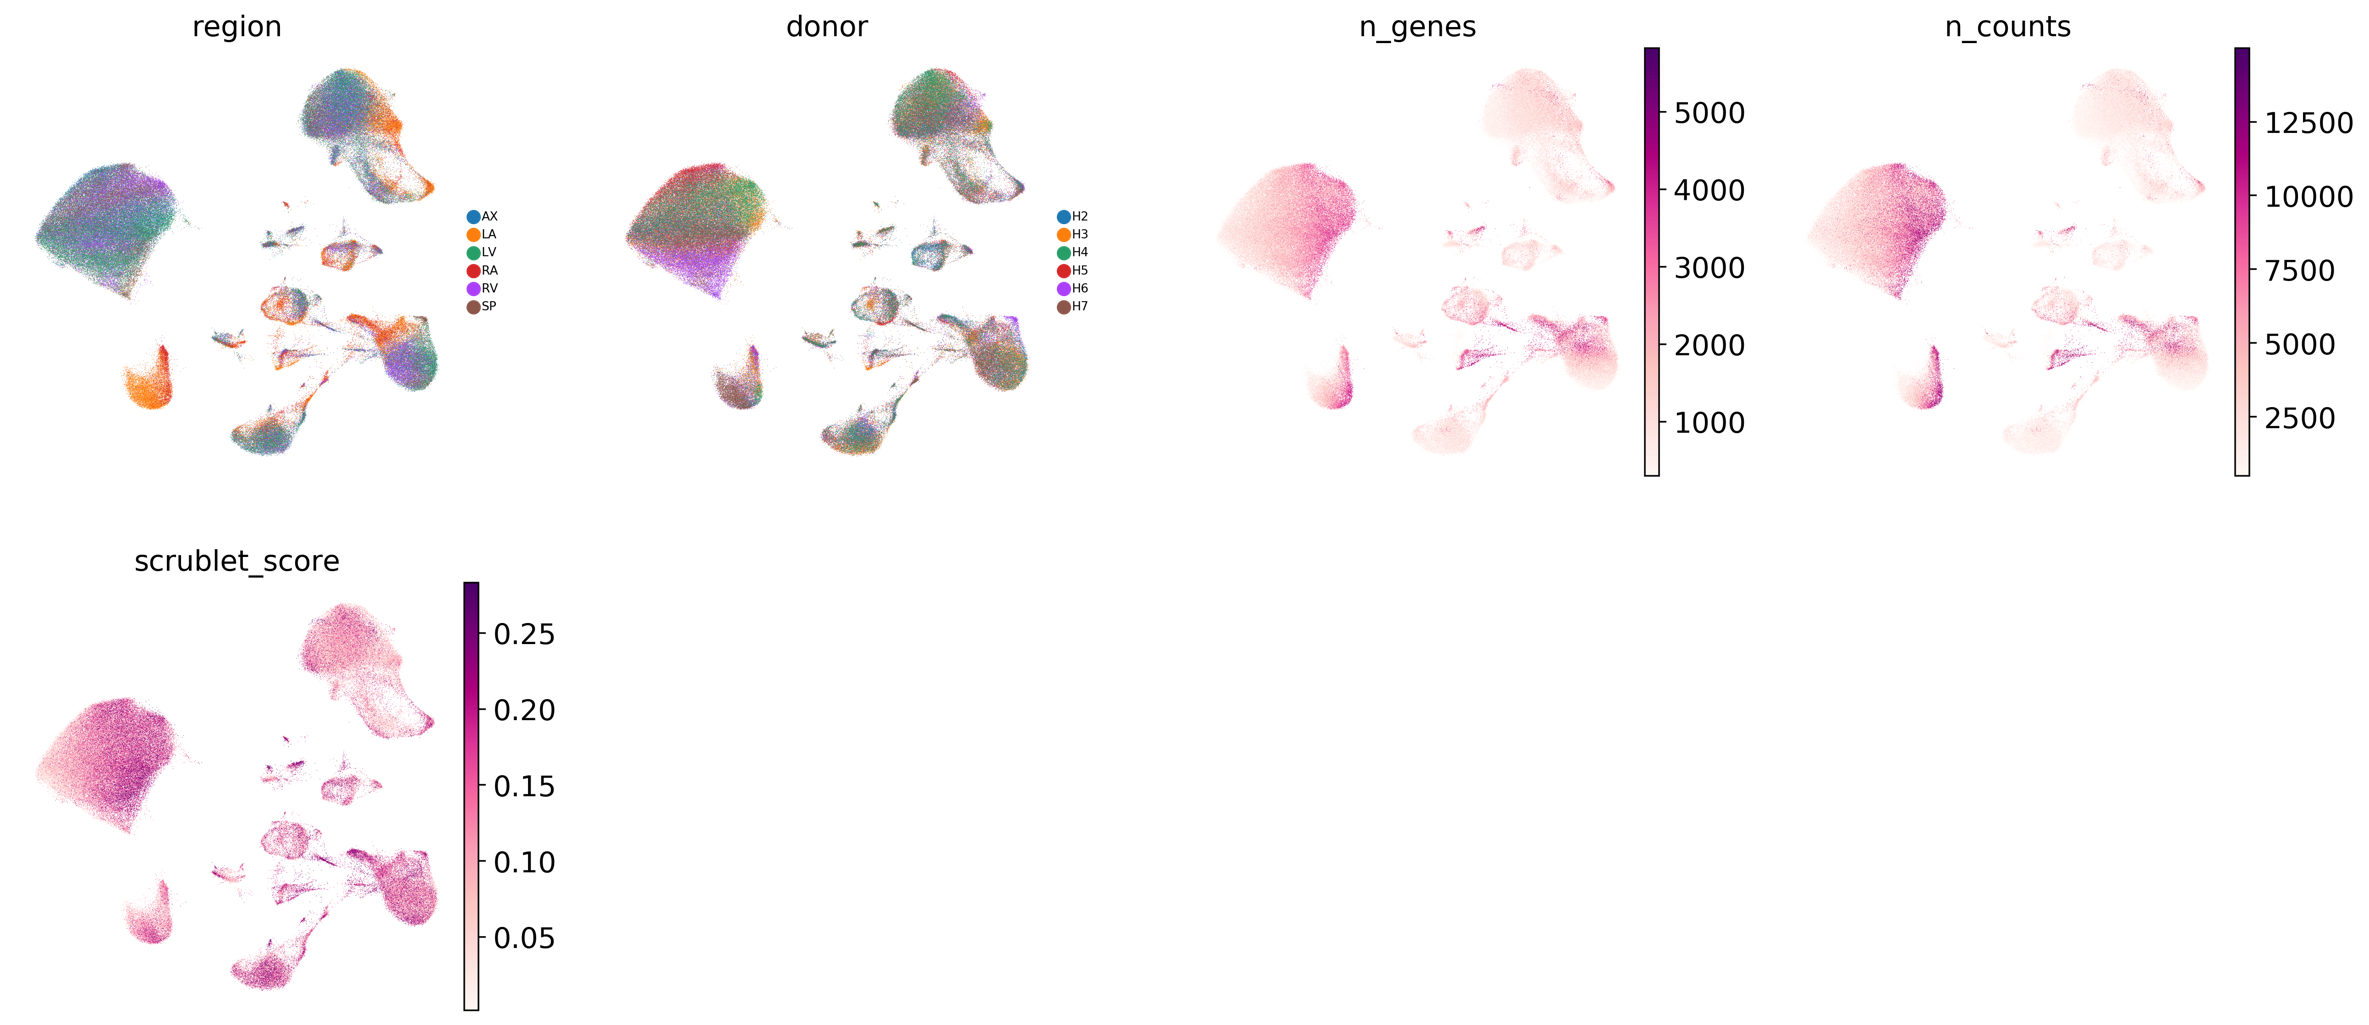 region
AX
LA
LV
RA
RV
SP
donor
H2
H3
H4
H5
H6
H7
n_genes
5000
4000
3000
2000
1000
n_counts
12500
10000
7500
5000
2500
scrublet_score
0.25
0.20
0.15
0.10
0.05